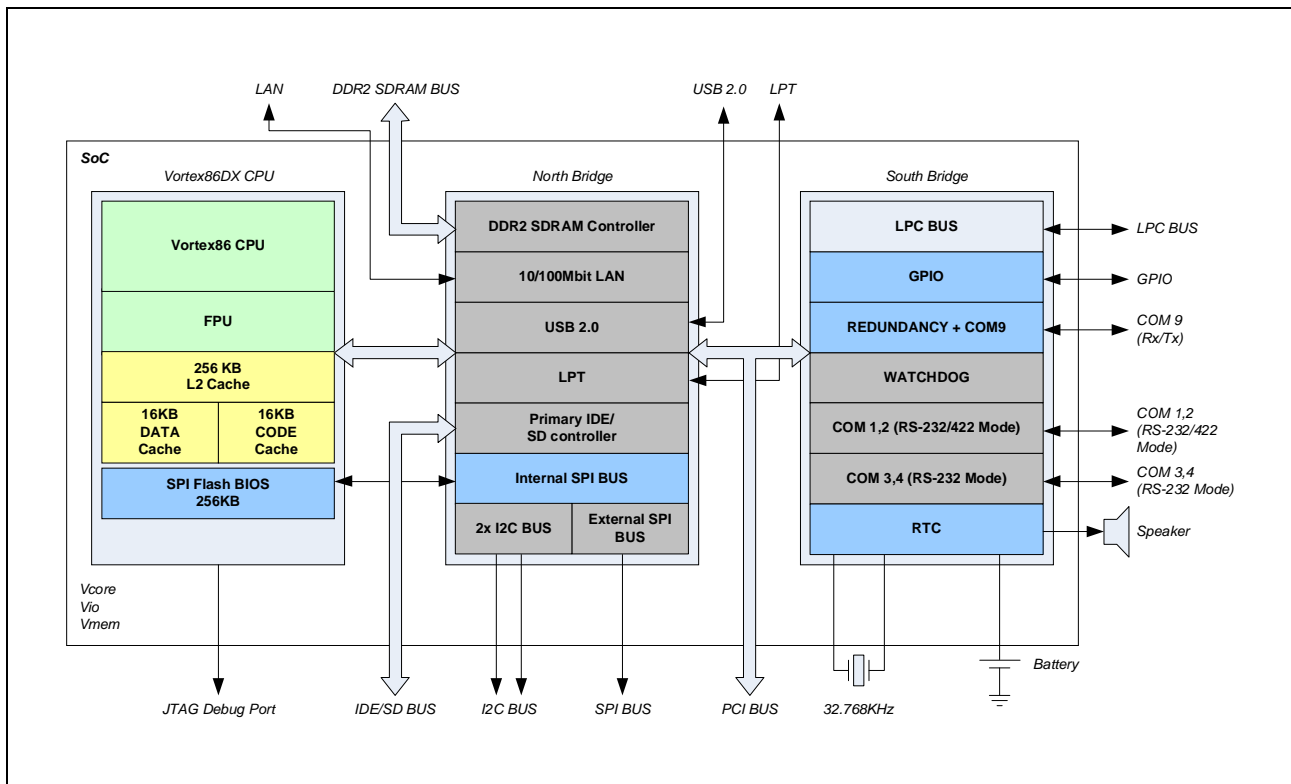 LAN
DDR2 SDRAM BUS
USB 2.0
LPT
SoC
Vortex86DX CPU
Vortex86 CPU
FPU
256 KB
L2 Cache
16KB
DATA
Cache
16KB
CODE
Cache
SPI Flash BIOS
256KB
Vcore
Vio
Vmem
North Bridge
DDR2 SDRAM Controller
10/100Mbit LAN
USB 2.0
LPT
Primary IDE/
SD controller
Internal SPI BUS
2x I2C BUS
External SPI
BUS
South Bridge
LPC BUS
GPIO
REDUNDANCY + COM9
WATCHDOG
COM 1,2 (RS-232/422 Mode)
COM 3,4 (RS-232 Mode)
RTC
LPC BUS
GPIO
COM 9
(Rx/Tx)
COM 1,2
(RS-232/422
Mode)
COM 3,4
(RS-232 Mode)
Speaker
Battery
JTAG Debug Port
IDE/SD BUS
I2C BUS
SPI BUS
PCI BUS
32.768KHz